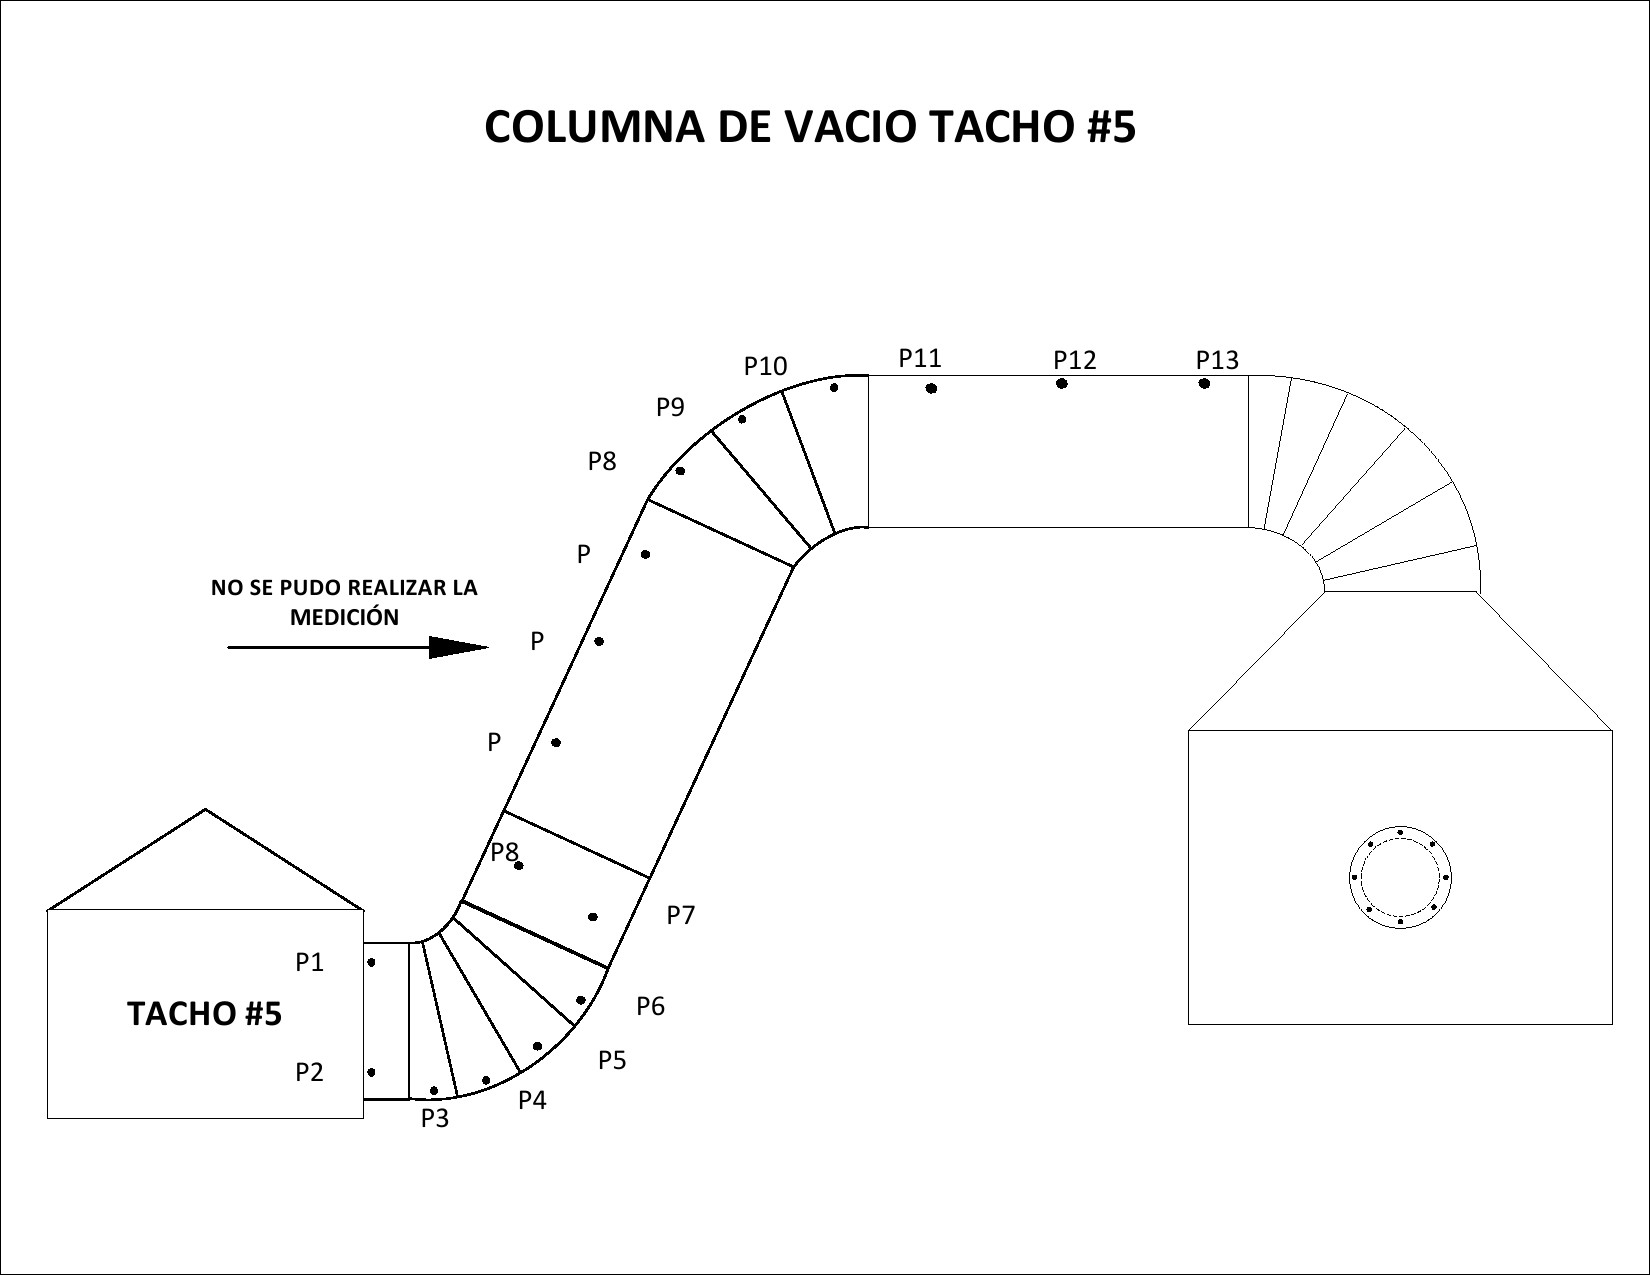 COLUMNA DE VACIO TACHO #5
P11
P12
P13
P10
P9
P8
P
NO SE PUDO REALIZAR LA
MEDICIÓN
P
P
P8
P7
P1
P6
TACHO #5
P5
P2
P4
P3